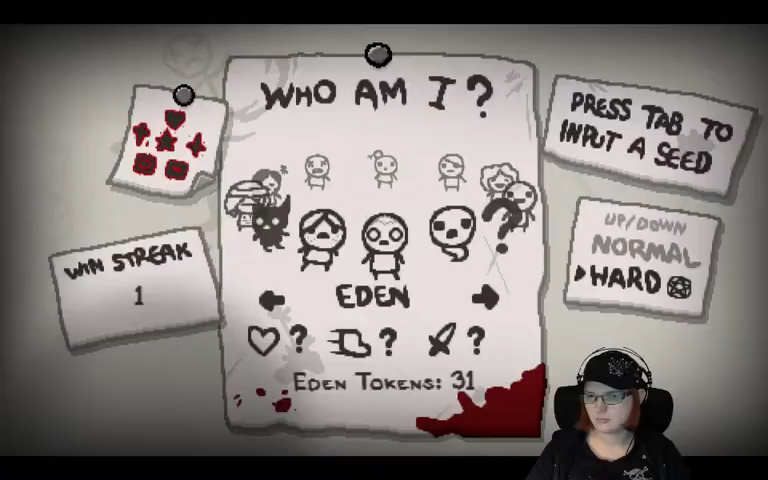 WHO AM I?
PRESS TAB TO
INPUT A SEED
WIN STREAK
1
UP/DOWN
NORMAL
HARD
EDEN
? ? ?
EDEN TOKENS: 31